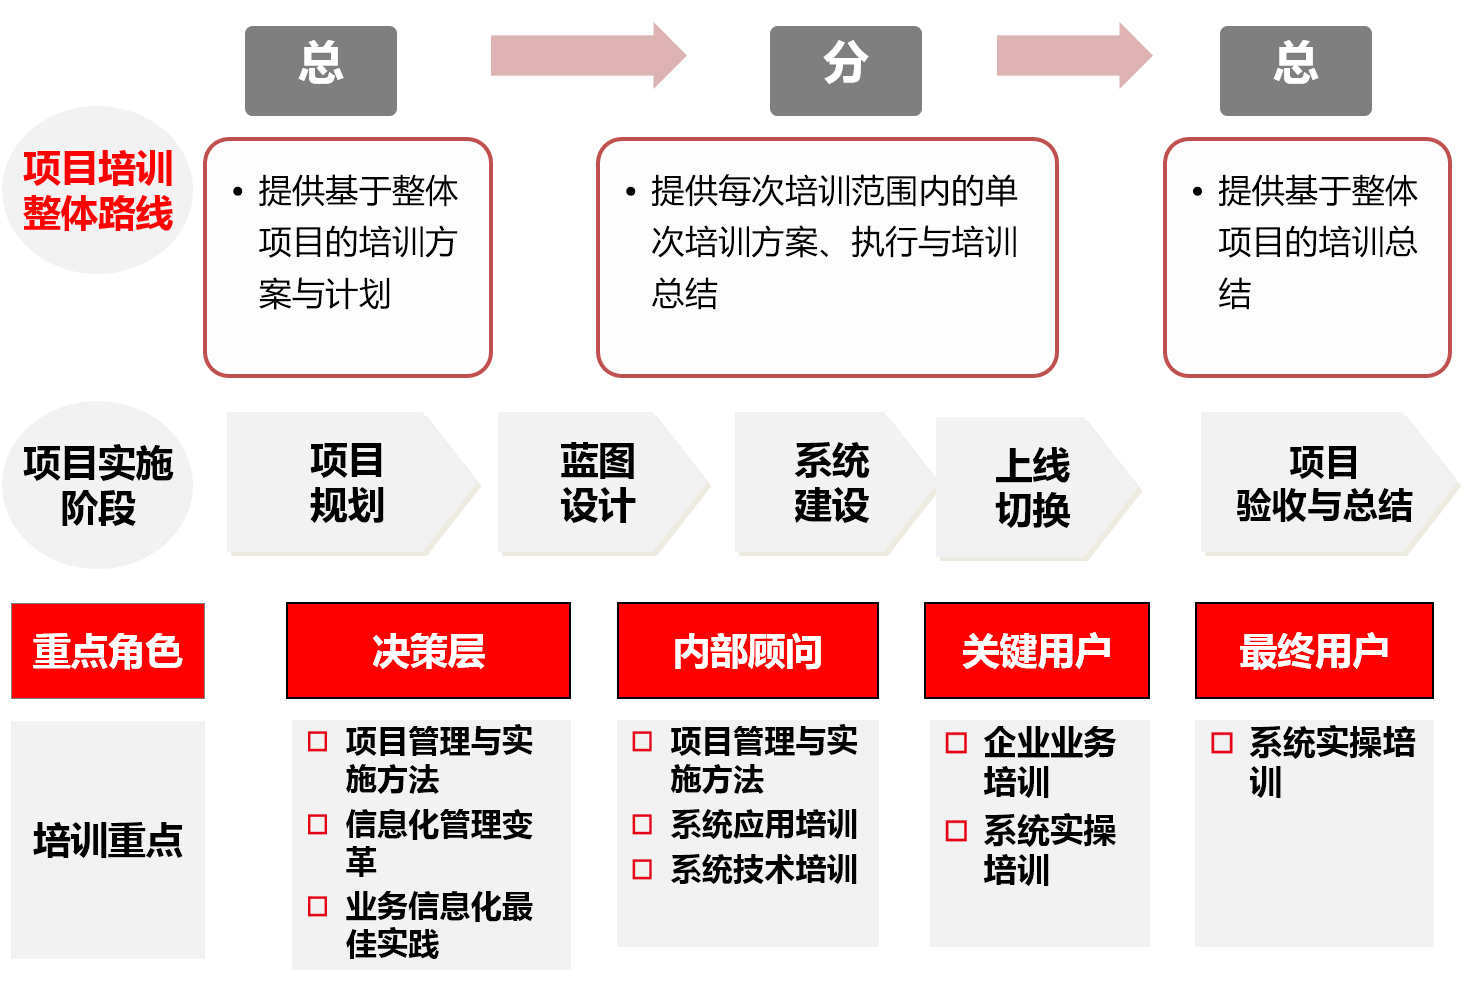 总
分
总
项目培训
整体路线
• 提供基于整体
项目的培训方
案与计划
• 提供每次培训范围内的单
次培训方案、执行与培训
总结
• 提供基于整体
项目的培训总
结
项目实施
阶段
项目
规划
蓝图
设计
系统
建设
上线
切换
项目
验收与总结
重点角色
决策层
内部顾问
关键用户
最终用户
培训重点
项目管理与实
施方法
信息化管理变
革
业务信息化最
佳实践
项目管理与实
施方法
系统应用培训
系统技术培训
企业业务
培训
系统实操
培训
系统实操培
训